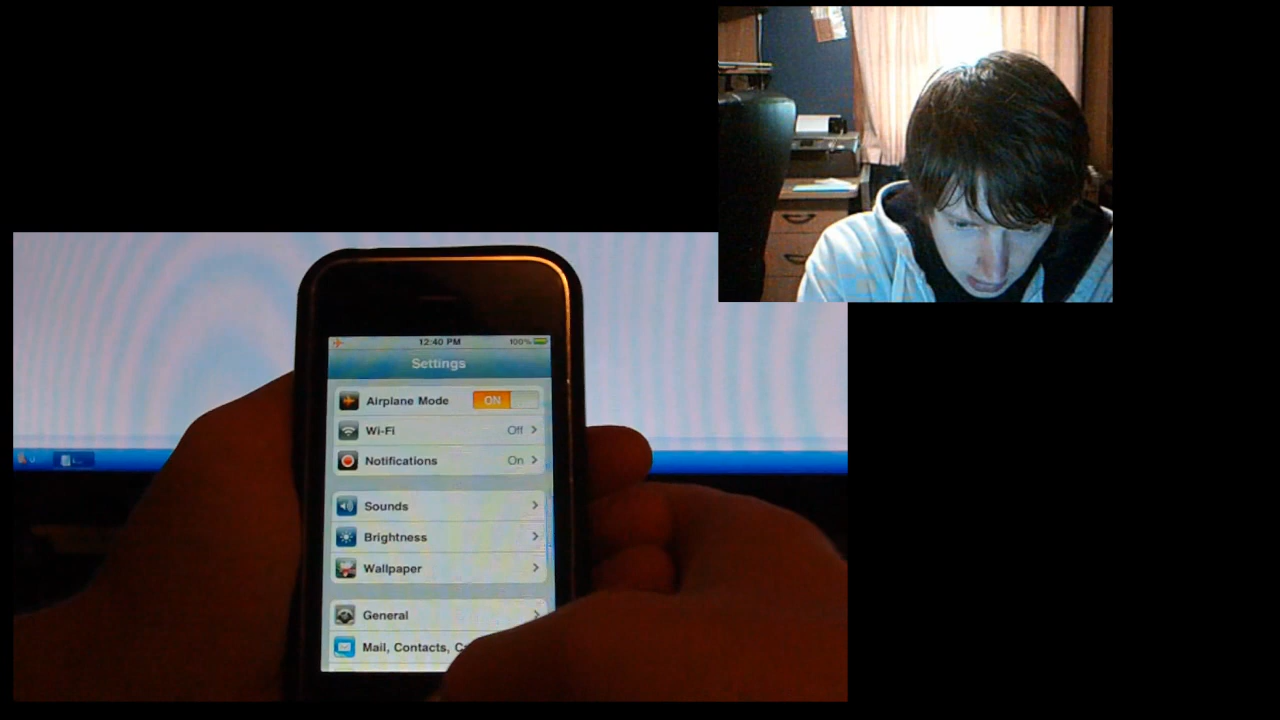 12:40 PM 100%
Settings
Airplane Mode ON
Wi-Fi Off
Notifications On
Sounds
Brightness
Wallpaper
General
Mail, Contacts, C